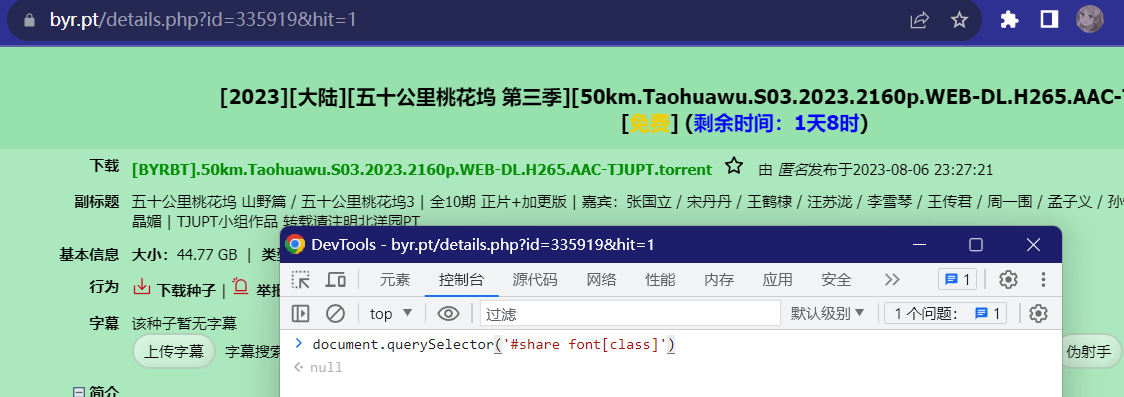 byr.pt/details.php?id=335919&hit=1
[2023][大陆][五十公里桃花坞 第三季][50km.Taohuawu.S03.2023.2160p.WEB-DL.H265.AAC-
[免费] (剩余时间：1天8时)
下载 [BYRBT].50km.Taohuawu.S03.2023.2160p.WEB-DL.H265.AAC-TJUPT.torrent 由 匿名发布于2023-08-06 23:27:21
副标题 五十公里桃花坞 山野篇 / 五十公里桃花坞3 | 全10期 正片+加更版 | 嘉宾：张国立 / 宋丹丹 / 王鹤棣 / 汪苏泷 / 李雪琴 / 王传君 / 周一围 / 孟子义 /
晶媚 | TJUPT小组作品 转载请注明北洋园PT
DevTools - byr.pt/details.php?id=335919&hit=1
基本信息 大小：44.77 GB |
元素 控制台 源代码 网络 性能 内存 应用 安全 1
行为 下载种子 | 举报
top 过滤 默认级别 1 个问题： 1
字幕 该种子暂无字幕
document.querySelector('#share font[class]')
上传字幕 字幕搜索 伪射手
null
简介